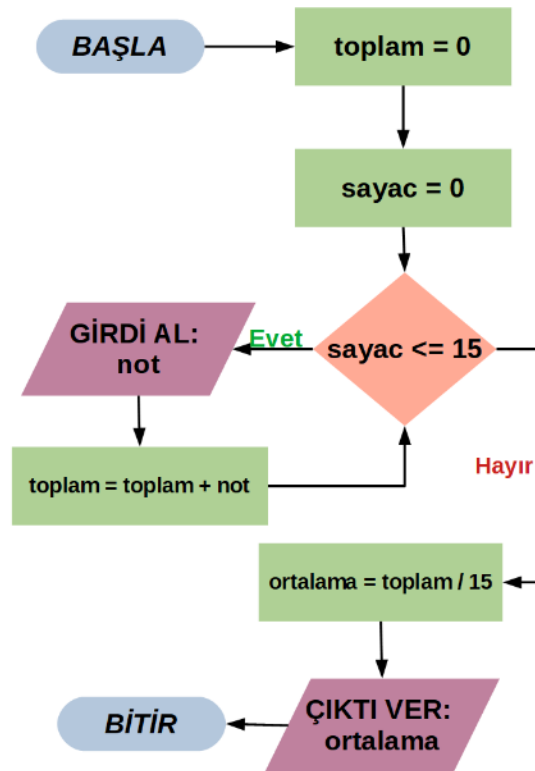 BAŞLA
toplam = 0
sayac = 0
sayac <= 15
Evet
GİRDİ AL:
not
toplam = toplam + not
Hayır
ortalama = toplam / 15
ÇIKTI VER:
ortalama
BİTİR